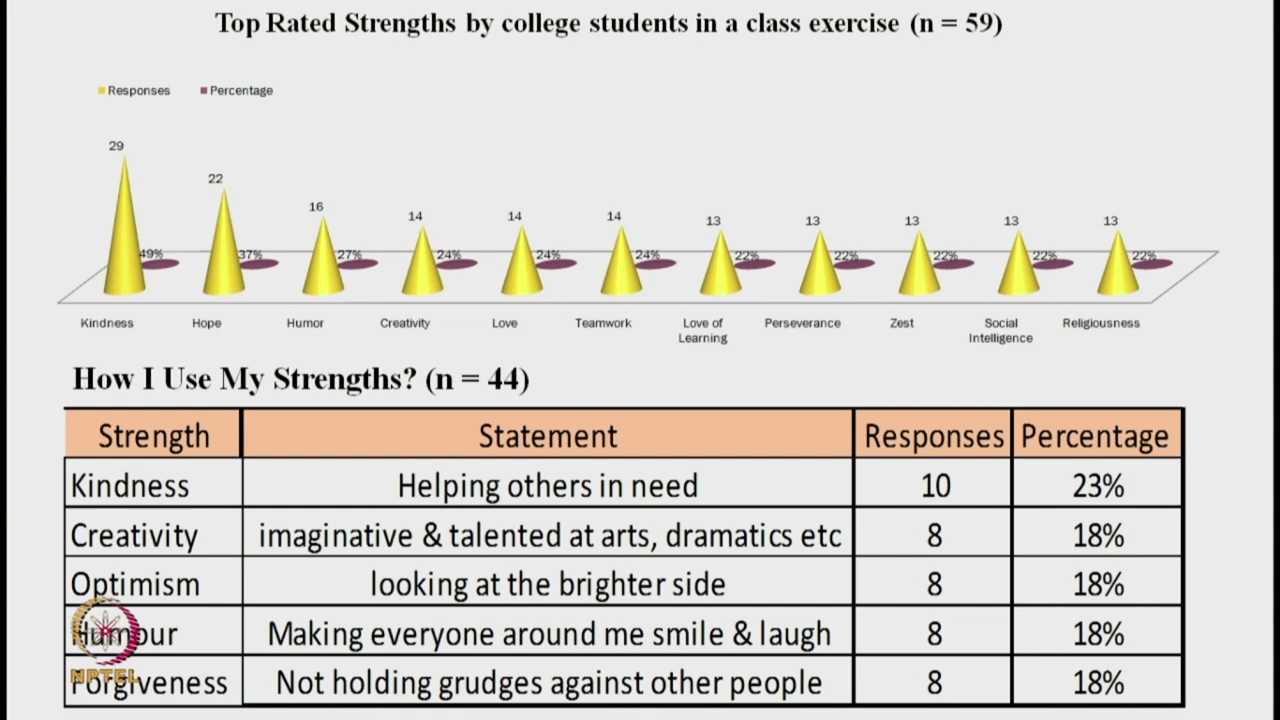 Top Rated Strengths by college students in a class exercise (n = 59)
Responses Percentage
29 22 16 14 14 14 13 13 13 13 13
49% 37% 27% 24% 24% 24% 22% 22% 22% 22% 22%
Kindness Hope Humor Creativity Love Teamwork Love of Learning Perseverance Zest Social Intelligence Religiousness
How I Use My Strengths? (n = 44)
Strength Statement Responses Percentage
Kindness Helping others in need 10 23%
Creativity imaginative & talented at arts, dramatics etc 8 18%
Optimism looking at the brighter side 8 18%
Humour Making everyone around me smile & laugh 8 18%
Forgiveness Not holding grudges against other people 8 18%
NPTEL